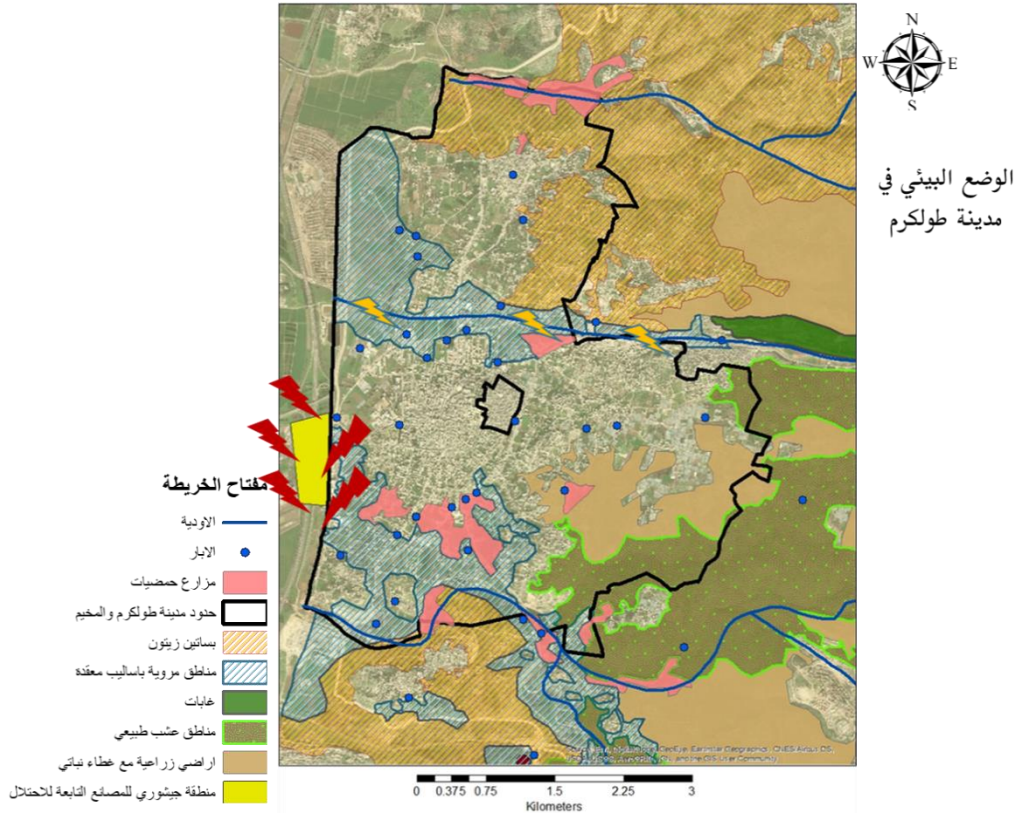 N
W E
S
الوضع البيئي في
مدينة طولكرم
مفتاح الخريطة
الاودية
الابار
مزارع حمضيات
حدود مدينة طولكرم والمخيم
بساتين زيتون
مناطق مروية باساليب معقدة
غابات
مناطق عشب طبيعي
اراضي زراعية مع غطاء نباتي
منطقة جيشوري للمصانع التابعة للاحتلال
0 0.375 0.75 1.5 2.25 3
Kilometers